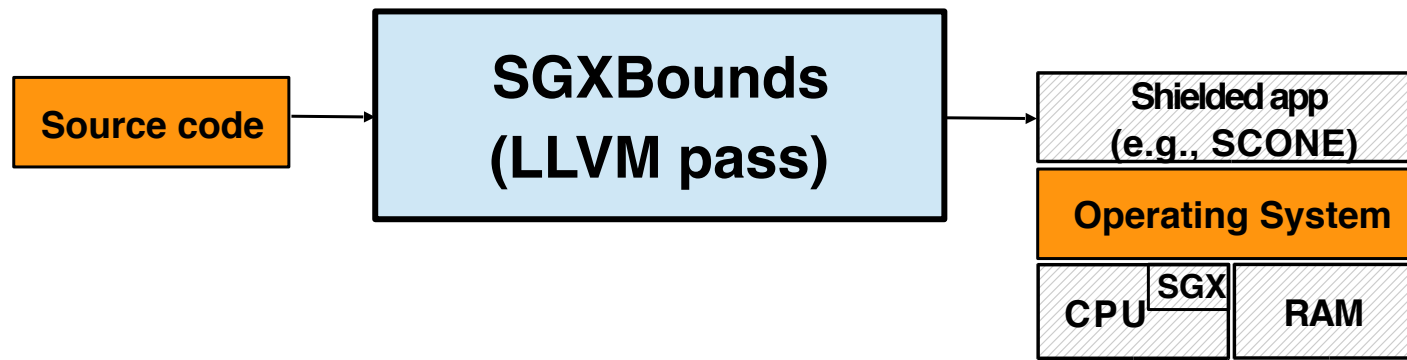 Source code
SGXBounds
(LLVM pass)
Shielded app
(e.g., SCONE)
Operating System
CPU
SGX
RAM